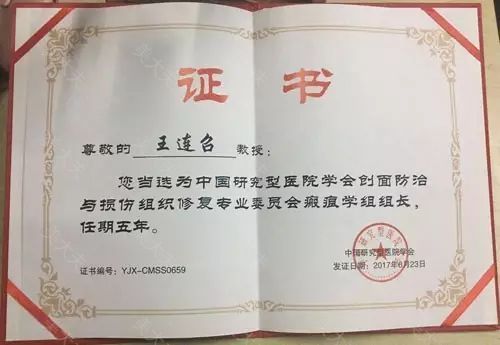 证书
尊敬的 王连召 教授:
您当选为中国研究型医院学会创面防治
与损伤组织修复专业委员会瘢痕学组组长,
任期五年。
中国研究型医院学会
证书编号: YJX-CMSS0659
发证日期: 2017年6月23日